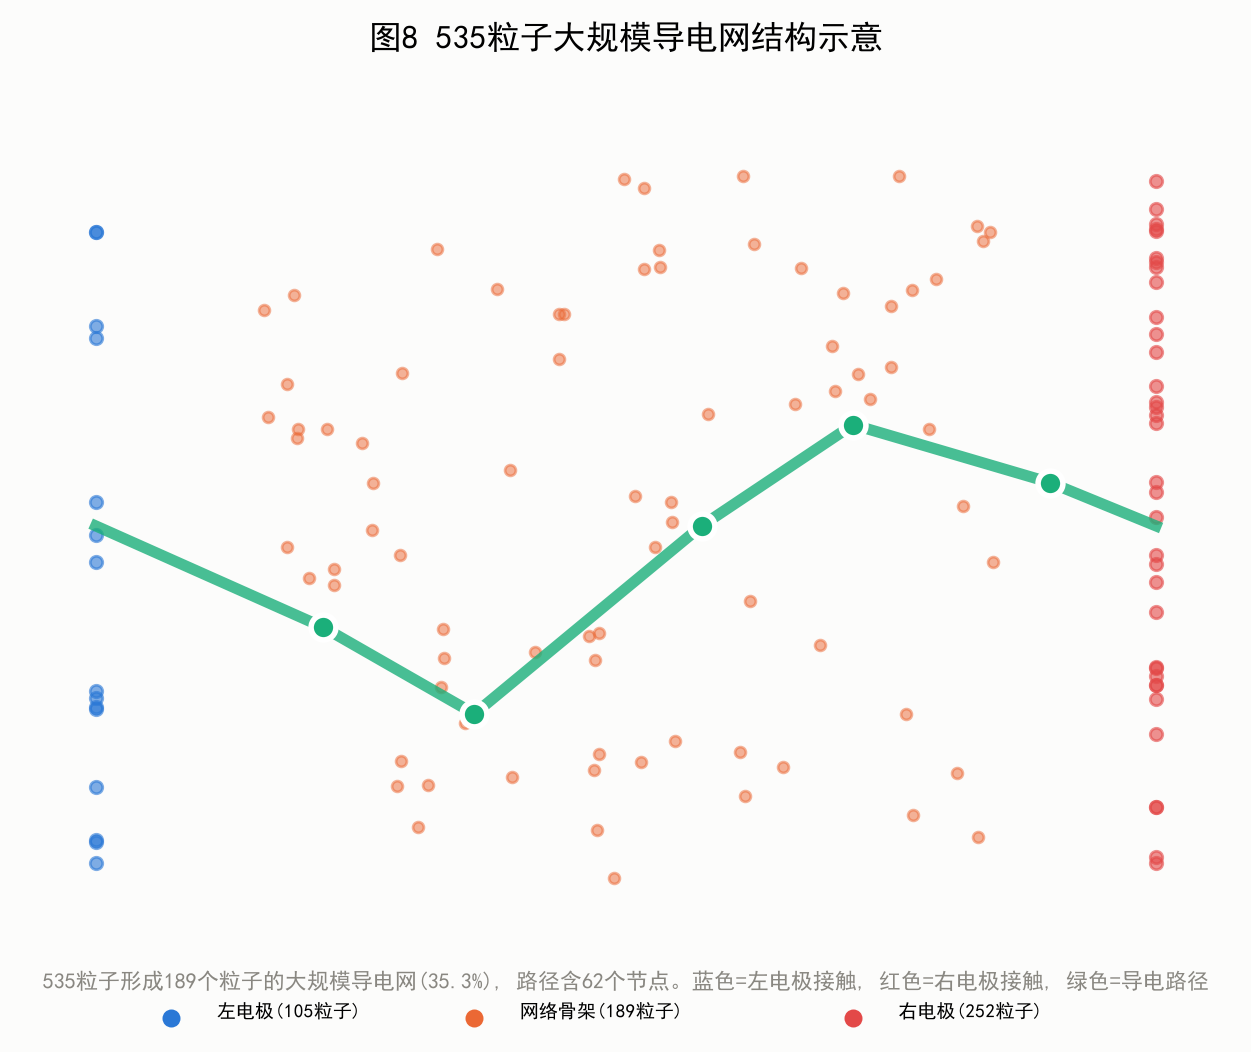 图8 535粒子大规模导电网结构示意
535粒子形成189个粒子的大规模导电网(35.3%), 路径含62个节点。蓝色=左电极接触, 红色=右电极接触, 绿色=导电路径
左电极(105粒子) 网络骨架(189粒子) 右电极(252粒子)